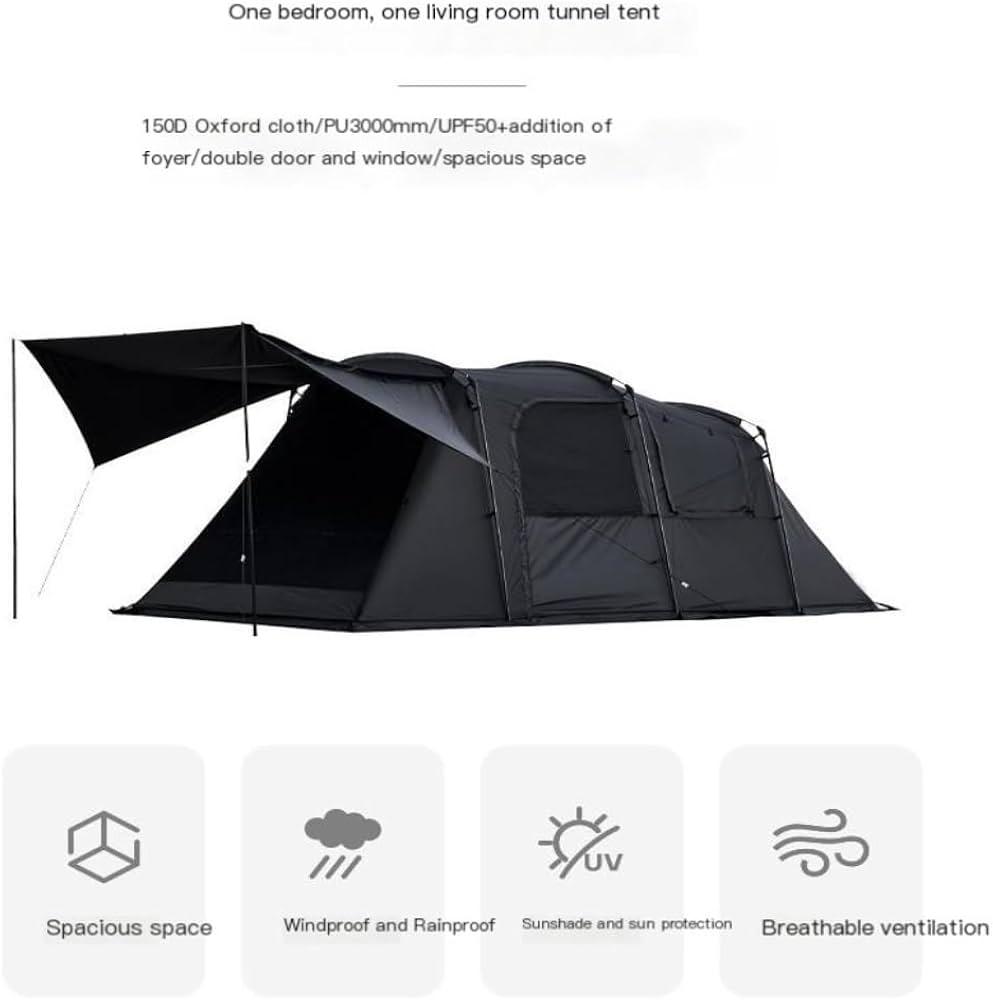 One bedroom, one living room tunnel tent
150D Oxford cloth/PU3000mm/UPF50+addition of
foyer/double door and window/spacious space
UV
Spacious space
Windproof and Rainproof
Sunshade and sun protection
Breathable ventilation